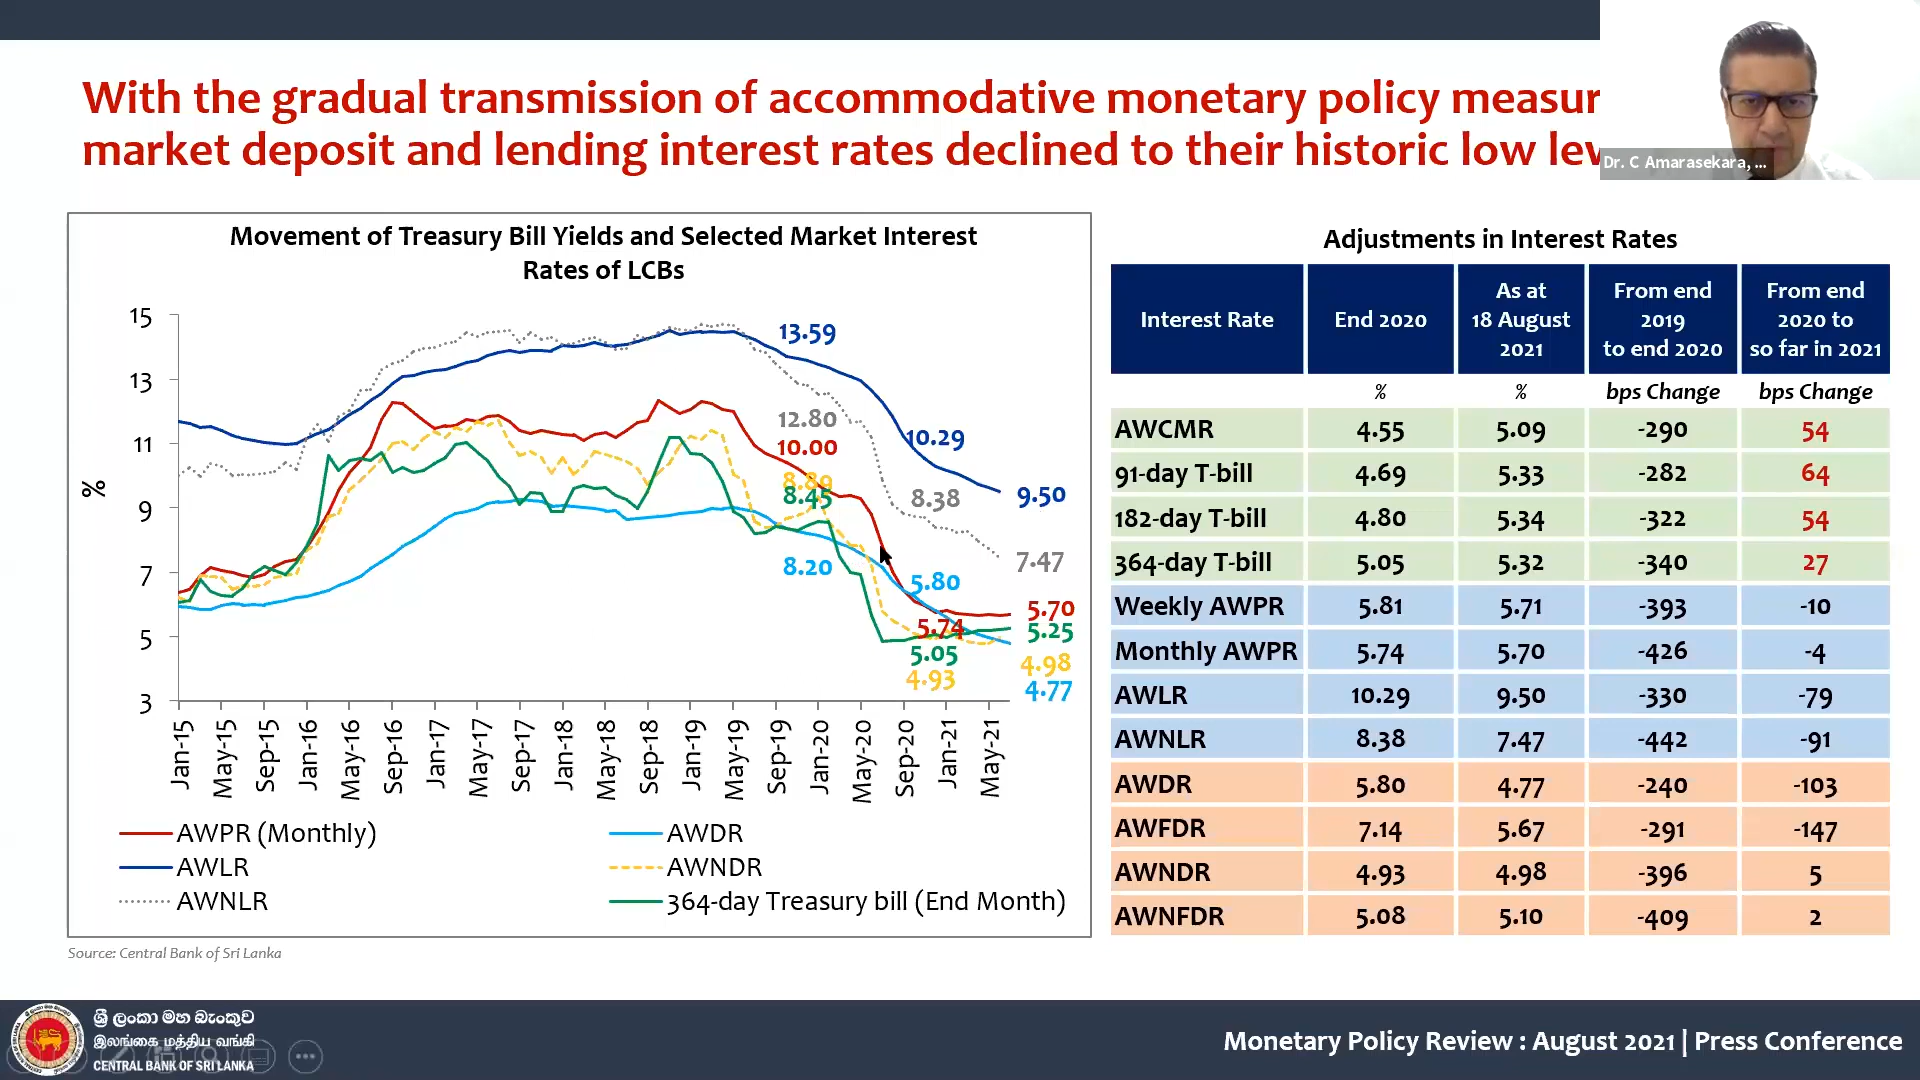 With the gradual transmission of accommodative monetary policy measur
market deposit and lending interest rates declined to their historic low lev
Dr. C Amarasekara, ...
Movement of Treasury Bill Yields and Selected Market Interest
Rates of LCBs
%
15
13
11
9
7
5
3
13.59
12.80
10.00
8.89
8.45
8.20
10.29
8.38
5.80
5.74
5.05
4.93
9.50
7.47
5.70
5.25
4.98
4.77
Jan-15 May-15 Sep-15 Jan-16 May-16 Sep-16 Jan-17 May-17 Sep-17 Jan-18 May-18 Sep-18 Jan-19 May-19 Sep-19 Jan-20 May-20 Sep-20 Jan-21 May-21
AWPR (Monthly) AWDR
AWLR AWNDR
AWNLR 364-day Treasury bill (End Month)
Source: Central Bank of Sri Lanka
Adjustments in Interest Rates
Interest Rate End 2020 As at 18 August 2021 From end 2019 to end 2020 From end 2020 to so far in 2021
% % bps Change bps Change
AWCMR 4.55 5.09 -290 54
91-day T-bill 4.69 5.33 -282 64
182-day T-bill 4.80 5.34 -322 54
364-day T-bill 5.05 5.32 -340 27
Weekly AWPR 5.81 5.71 -393 -10
Monthly AWPR 5.74 5.70 -426 -4
AWLR 10.29 9.50 -330 -79
AWNLR 8.38 7.47 -442 -91
AWDR 5.80 4.77 -240 -103
AWFDR 7.14 5.67 -291 -147
AWNDR 4.93 4.98 -396 5
AWNFDR 5.08 5.10 -409 2
ශ්‍රී ලංකා මහ බැංකුව
இலங்கை மத்திய வங்கி
CENTRAL BANK OF SRI LANKA
Monetary Policy Review : August 2021 | Press Conference